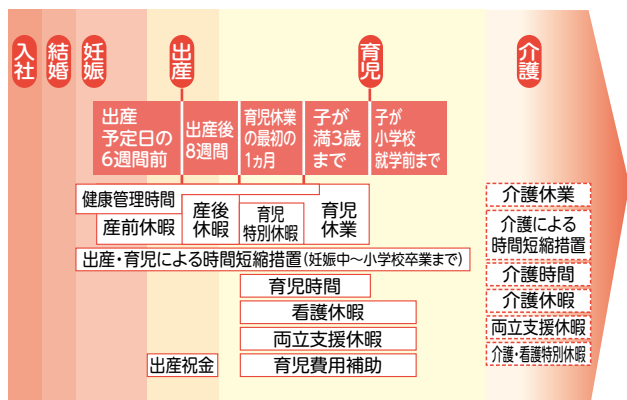 入社
結婚
妊娠
出産
育児
介護
出産
予定日の
6週間前
出産後
8週間
育児休業
の最初の
1ヵ月
子が
満3歳
まで
子が
小学校
就学前まで
健康管理時間
産前休暇
産後
休暇
育児
特別休暇
育児
休業
出産・育児による時間短縮措置(妊娠中〜小学校卒業まで)
育児時間
看護休暇
両立支援休暇
出産祝金
育児費用補助
介護休業
介護による
時間短縮措置
介護時間
介護休暇
両立支援休暇
介護・看護特別休暇